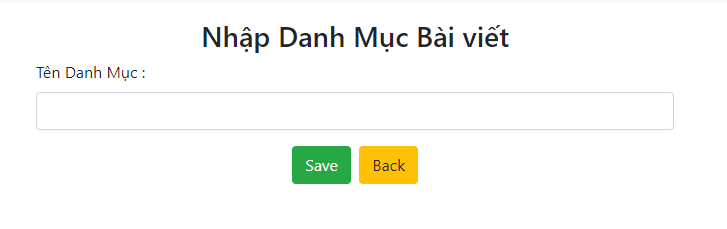 Nhập Danh Mục Bài viết
Tên Danh Mục :
Save Back